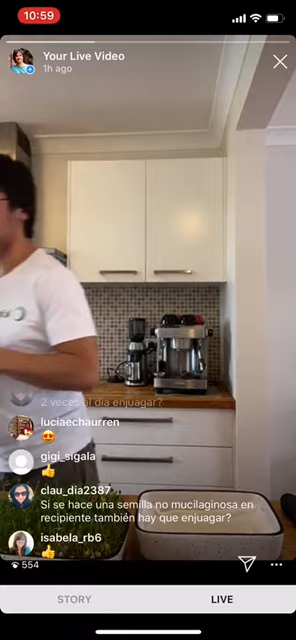 10:59
Your Live Video
1h ago
2 veces al día enjuagar?
luciaechaurren
😍
gigi_sigala
👍
clau_dia2387
Si se hace una semilla no mucilaginosa en
recipiente también hay que enjuagar?
isabela_rb6
👍
554
STORY
LIVE